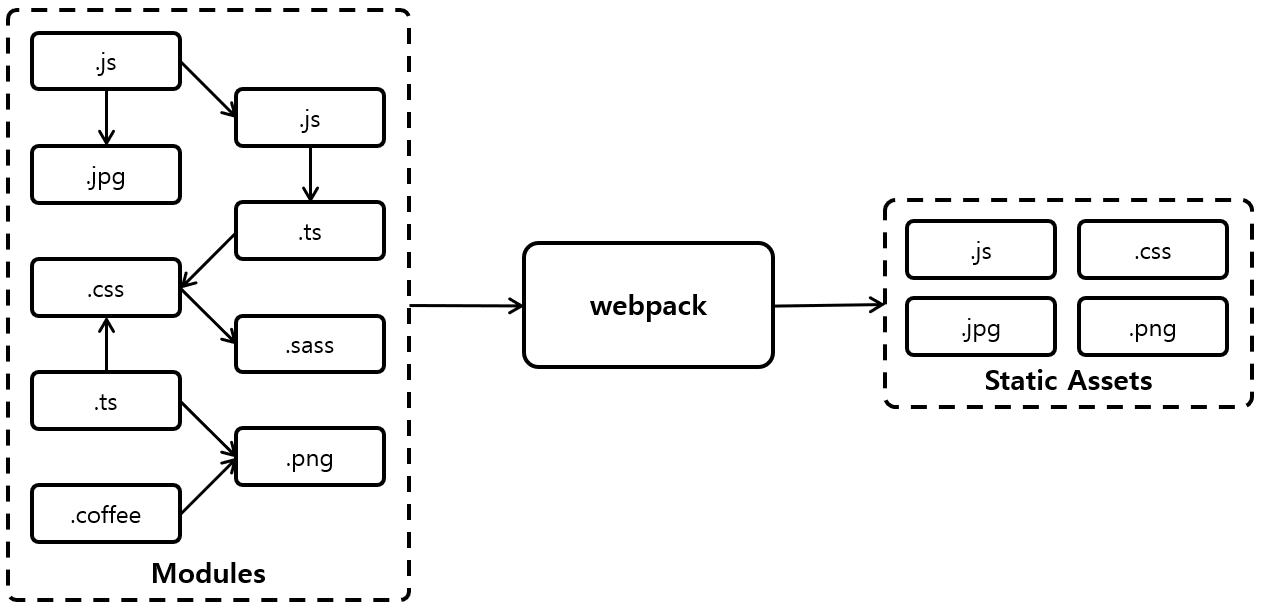 .js
.js
.jpg
.ts
.css
.sass
.ts
.png
.coffee
Modules
webpack
.js
.css
.jpg
.png
Static Assets